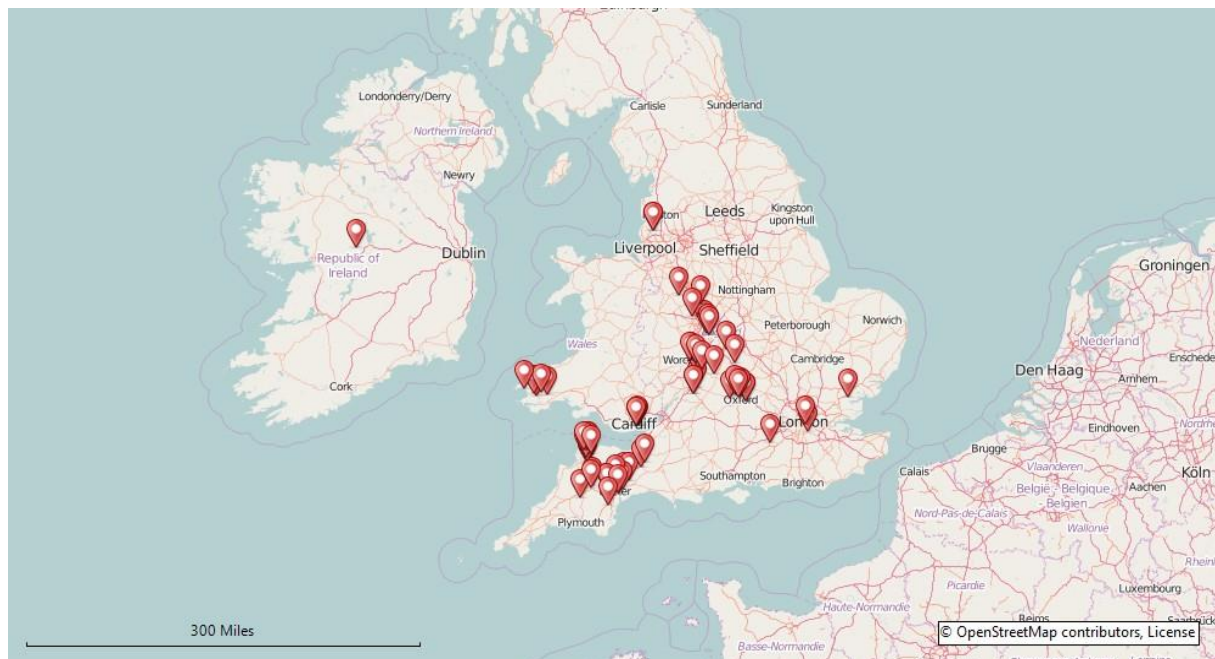 Edinburgh
Londonderry/Derry
Northern Ireland
Newry
Carlisle
Sunderland
Leeds
Kingston
upon Hull
Dublin
Republic of
Ireland
Liverpool
Sheffield
Nottingham
Peterborough
Norwich
Groningen
Wales
Cambridge
Nederland
Enschede
Den Haag
Arnhem
Cork
Oxford
London
Cardiff
Southampton
Brighton
Plymouth
Eindhoven
Brugge
Calais
Vlaanderen
België - Belgique
- Belgien
Aachen
Köln
Nord-Pas-de-Calais
Wallonie
Picardie
Luxembourg
Haute-Normandie
Reims
Basse-Normandie
300 Miles
© OpenStreetMap contributors, License